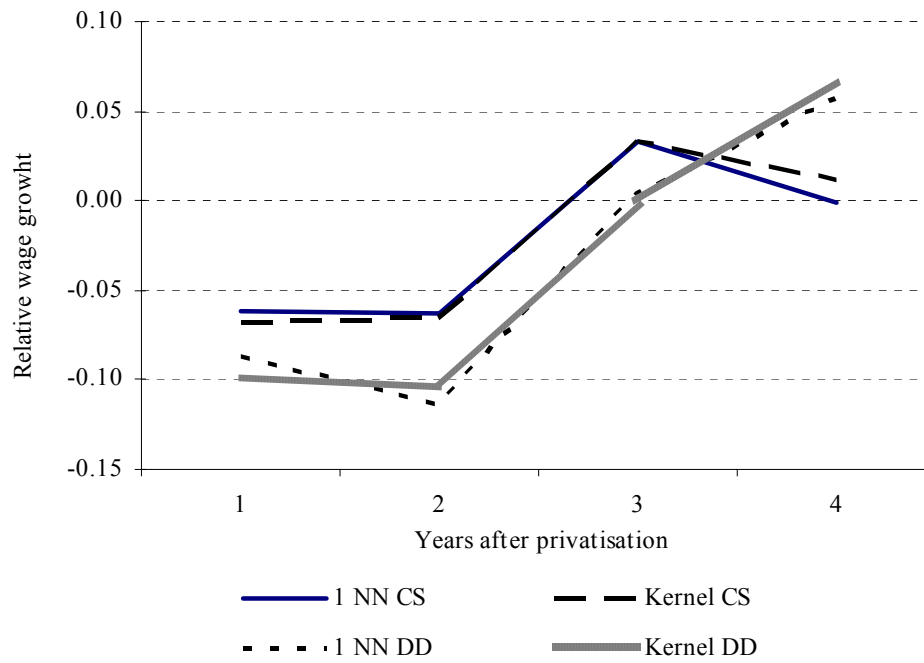 0.10
0.05
0.00
-0.05
-0.10
-0.15
Relative wage growht
1 2 3 4
Years after privatisation
1 NN CS Kernel CS
1 NN DD Kernel DD